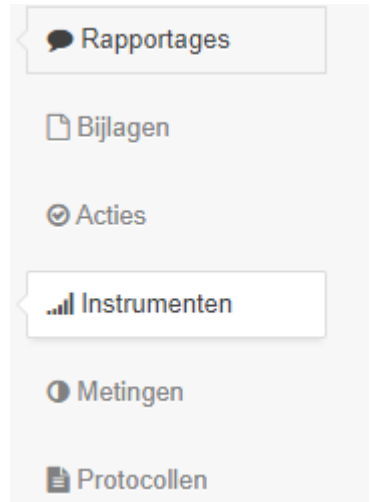 Rapportages
Bijlagen
Acties
Instrumenten
Metingen
Protocollen